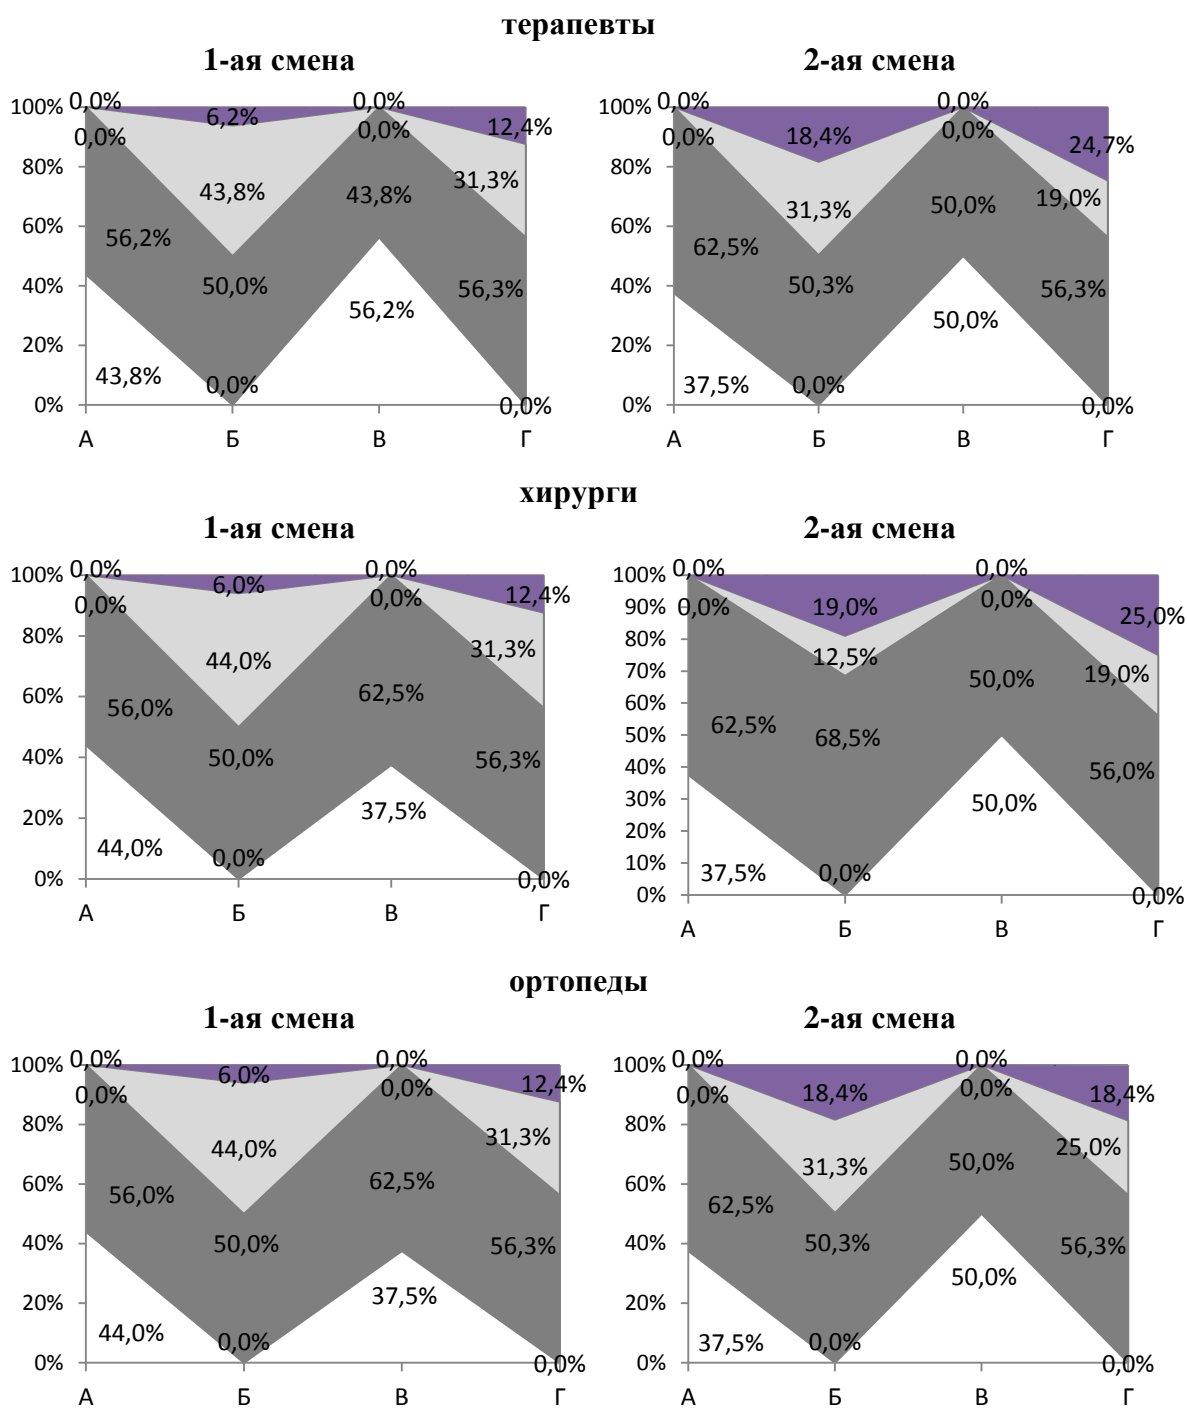 терапевты
1-ая смена 2-ая смена
100% 0,0% 6,2% 0,0% 12,4% 0,0% 18,4% 0,0% 24,7%
0,0% 0,0% 0,0% 0,0%
80% 43,8% 43,8% 31,3% 80% 31,3% 50,0% 19,0%
60% 56,2% 60% 62,5%
40% 50,0% 56,3% 40% 50,3% 56,3%
56,2% 50,0%
20% 43,8% 0,0% 20% 37,5% 0,0%
0% 0,0% 0% 0,0%
А Б В Г А Б В Г
хирурги
1-ая смена 2-ая смена
100% 0,0% 6,0% 0,0% 12,4% 100% 0,0% 0,0%
0,0% 0,0% 90% 0,0% 19,0% 0,0% 25,0%
80% 44,0% 31,3% 80% 12,5%
60% 56,0% 62,5% 70% 50,0% 19,0%
60% 62,5% 68,5%
50% 56,0%
40% 50,0% 56,3% 40%
37,5% 30% 50,0%
20% 44,0% 0,0% 20%
10% 37,5% 0,0%
0% 0,0% 0% 0,0%
А Б В Г А Б В Г
ортопеды
1-ая смена 2-ая смена
100% 0,0% 6,0% 0,0% 12,4% 100% 0,0% 18,4% 0,0% 18,4%
0,0% 0,0% 0,0% 0,0%
80% 44,0% 31,3% 80% 31,3% 50,0% 25,0%
60% 56,0% 62,5% 60% 62,5%
40% 50,0% 56,3% 40% 50,3% 56,3%
20% 37,5% 20% 50,0%
44,0% 0,0% 37,5% 0,0%
0% 0,0% 0% 0,0%
А Б В Г А Б В Г